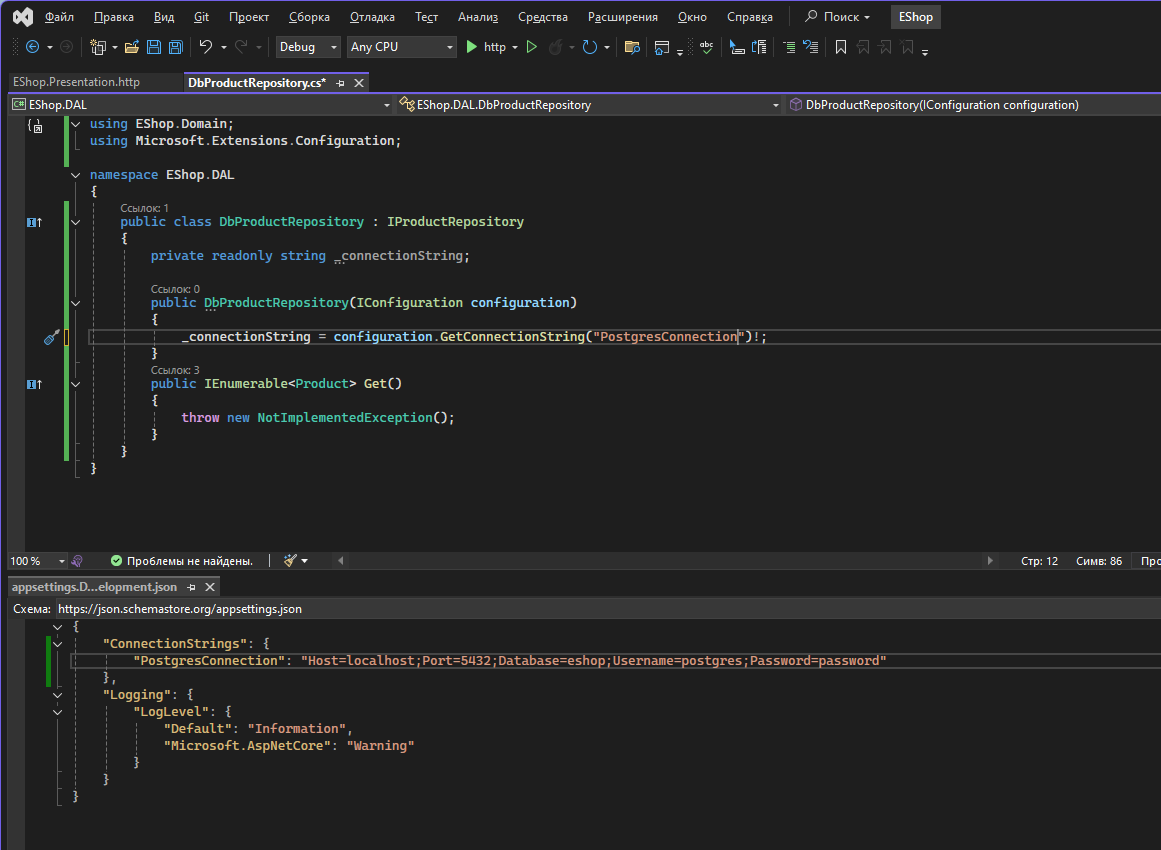 Файл Правка Вид Git Проект Сборка Отладка Тест Анализ Средства Расширения Окно Справка Поиск EShop
Debug Any CPU http abc
EShop.Presentation.http DbProductRepository.cs*
C# EShop.DAL EShop.DAL.DbProductRepository DbProductRepository(IConfiguration configuration)
using EShop.Domain;
using Microsoft.Extensions.Configuration;
namespace EShop.DAL
{
Ссылок: 1
public class DbProductRepository : IProductRepository
{
private readonly string _connectionString;
Ссылок: 0
public DbProductRepository(IConfiguration configuration)
{
_connectionString = configuration.GetConnectionString("PostgresConnection")!;
}
Ссылок: 3
public IEnumerable<Product> Get()
{
throw new NotImplementedException();
}
}
}
100 % Проблемы не найдены. Стр: 12 Симв: 86 Про
appsettings.D...elopment.json
Схема: https://json.schemastore.org/appsettings.json
{
"ConnectionStrings": {
"PostgresConnection": "Host=localhost;Port=5432;Database=eshop;Username=postgres;Password=password"
},
"Logging": {
"LogLevel": {
"Default": "Information",
"Microsoft.AspNetCore": "Warning"
}
}
}